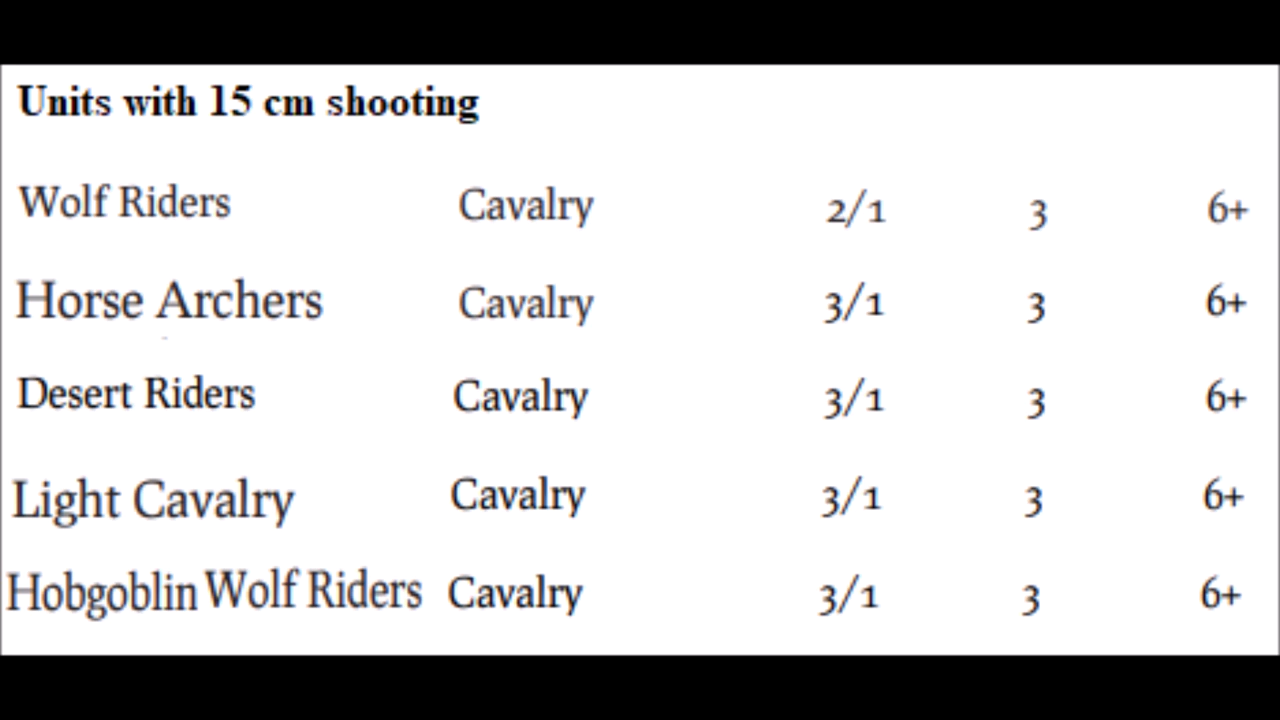 Units with 15 cm shooting
Wolf Riders Cavalry 2/1 3 6+
Horse Archers Cavalry 3/1 3 6+
Desert Riders Cavalry 3/1 3 6+
Light Cavalry Cavalry 3/1 3 6+
Hobgoblin Wolf Riders Cavalry 3/1 3 6+